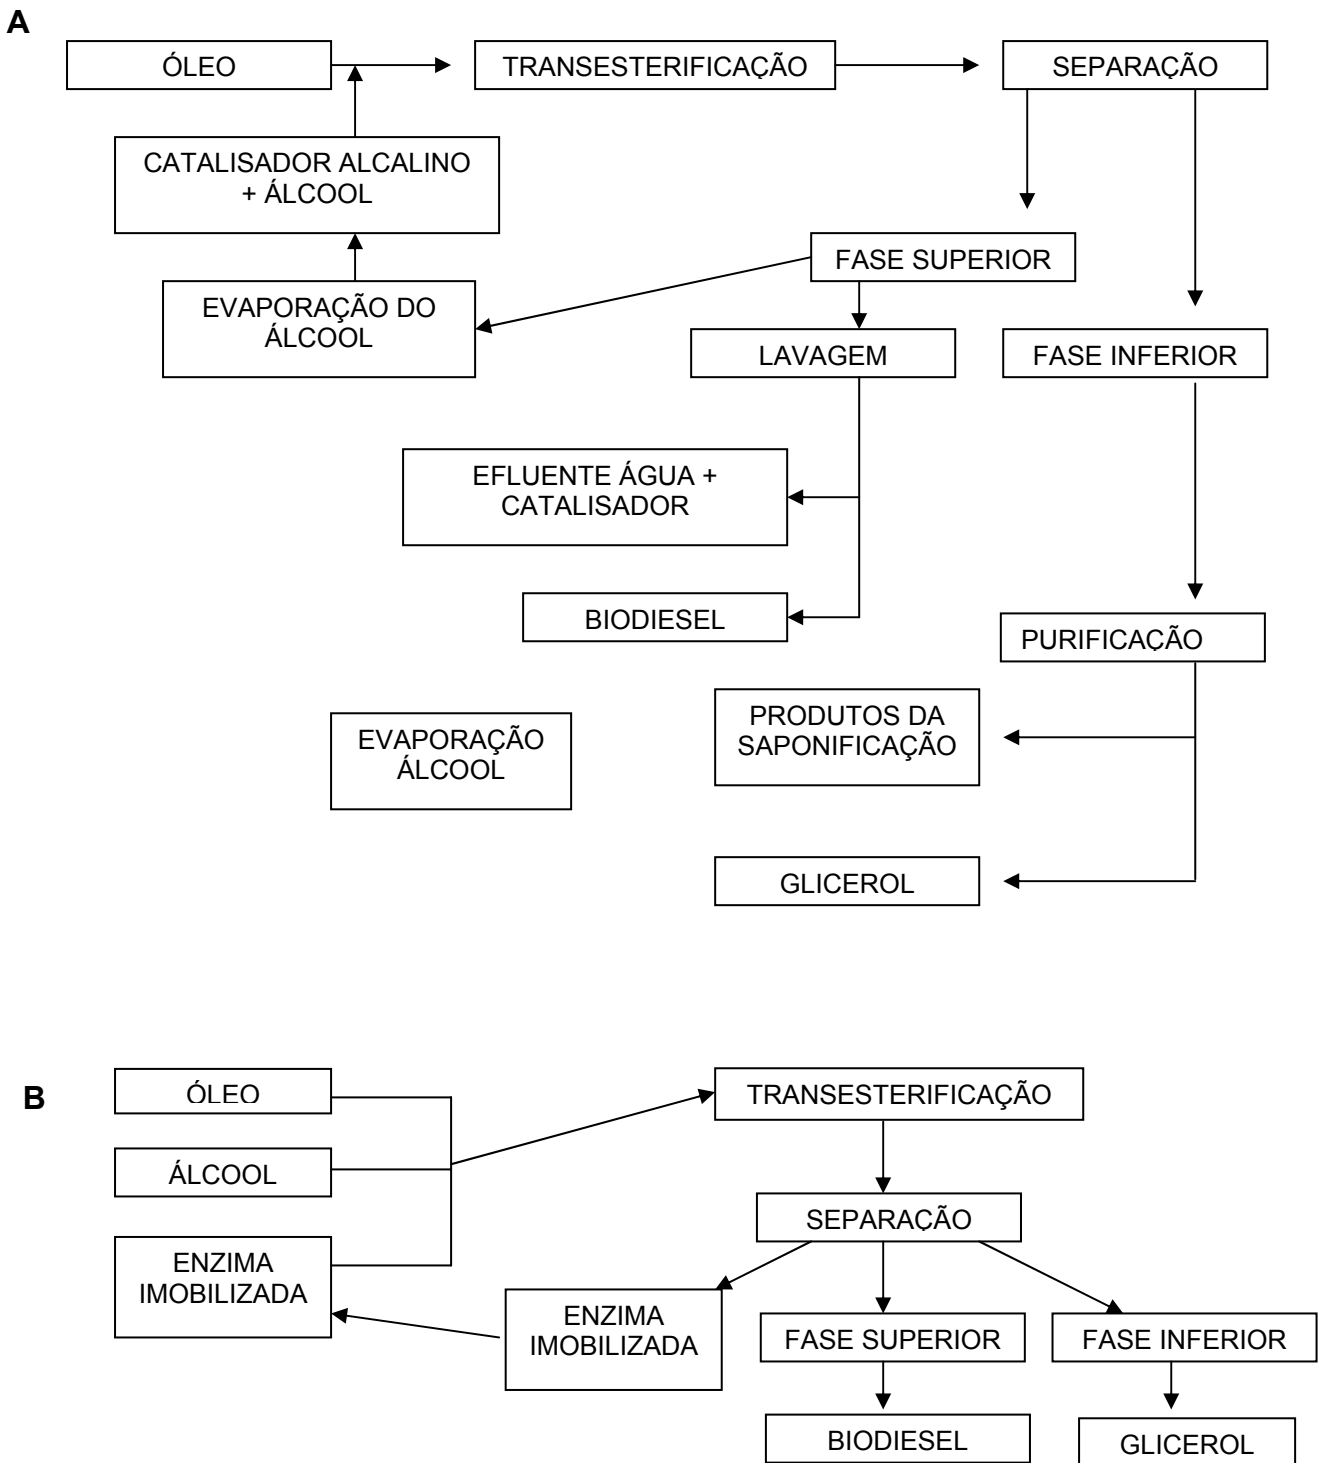 A
ÓLEO
TRANSESTERIFICAÇÃO
SEPARAÇÃO
CATALISADOR ALCALINO
+ ÁLCOOL
FASE SUPERIOR
EVAPORAÇÃO DO
ÁLCOOL
LAVAGEM
FASE INFERIOR
EFLUENTE ÁGUA +
CATALISADOR
BIODIESEL
PURIFICAÇÃO
PRODUTOS DA
SAPONIFICAÇÃO
EVAPORAÇÃO
ÁLCOOL
GLICEROL
B
ÓLEO
TRANSESTERIFICAÇÃO
ÁLCOOL
SEPARAÇÃO
ENZIMA
IMOBILIZADA
ENZIMA
IMOBILIZADA
FASE SUPERIOR
FASE INFERIOR
BIODIESEL
GLICEROL